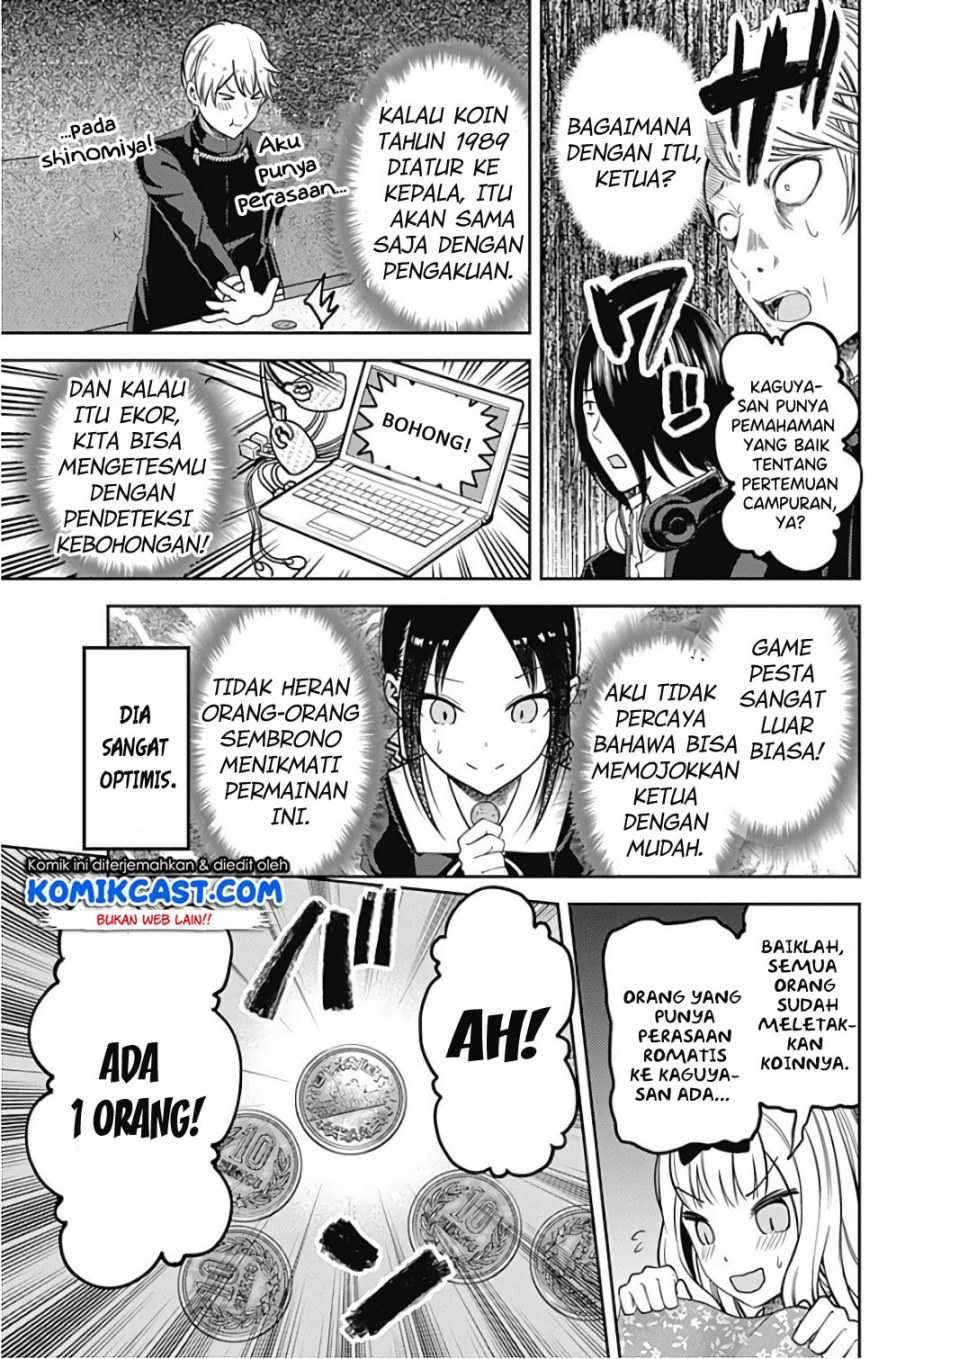 BAGAIMANA
DENGAN ITU,
KETUA?
KAGUYA-
SAN PUNYA
PEMAHAMAN
YANG BAIK
TENTANG
PERTEMUAN
CAMPURAN,
YA?
KALAU KOIN
TAHUN 1989
DIATUR KE
KEPALA, ITU
AKAN SAMA
SAJA DENGAN
PENGAKUAN.
Aku
punya
perasaan...
...pada
shinomiya!
DAN KALAU
ITU EKOR,
KITA BISA
MENGETESMU
DENGAN
PENDETEKSI
KEBOHONGAN!
BOHONG!
GAME
PESTA
SANGAT
LUAR
BIASA!
AKU TIDAK
PERCAYA
BAHAWA BISA
MEMOJOKKAN
KETUA
DENGAN
MUDAH.
TIDAK HERAN
ORANG-ORANG
SEMBRONO
MENIKMATI
PERMAINAN
INI.
DIA
SANGAT
OPTIMIS.
Komik ini diterjemahkan & diedit oleh
KOMIKCAST.COM
BUKAN WEB LAIN!!
BAIKLAH,
SEMUA
ORANG
SUDAH
MELETAK-
KAN
KOINNYA.
ORANG YANG
PUNYA
PERASAAN
ROMATIS
KE KAGUYA-
SAN ADA...
AH!
ADA
1 ORANG!
10
10
10